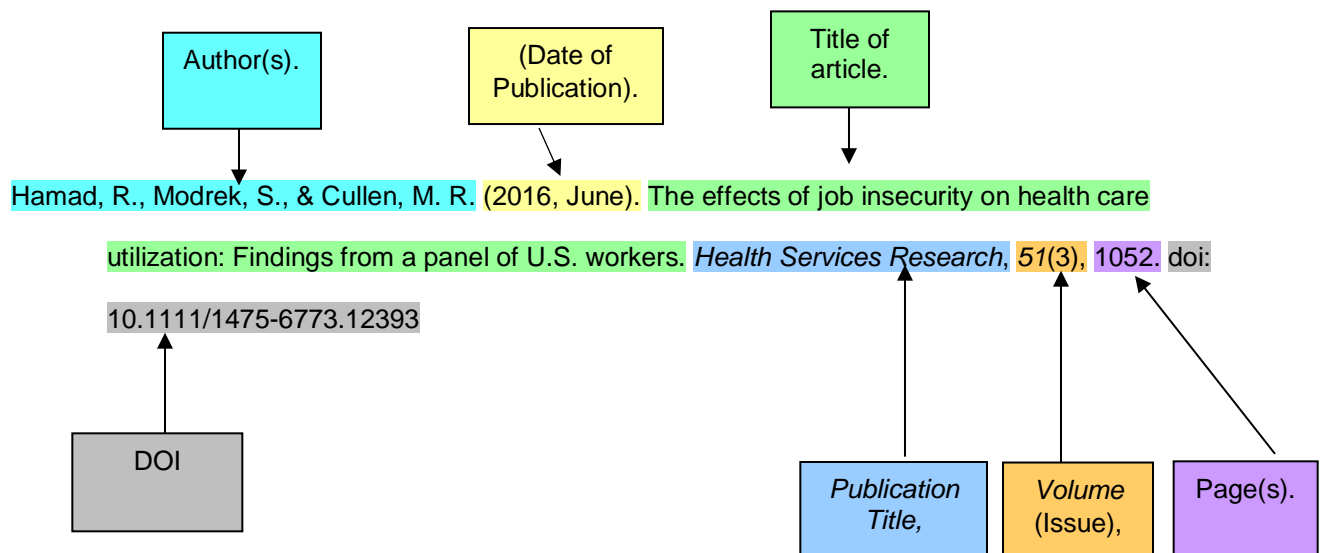 Author(s).
(Date of
Publication).
Title of
article.
Hamad, R., Modrek, S., & Cullen, M. R. (2016, June). The effects of job insecurity on health care
utilization: Findings from a panel of U.S. workers. Health Services Research, 51(3), 1052. doi:
10.1111/1475-6773.12393
DOI
Publication
Title,
Volume
(Issue),
Page(s).